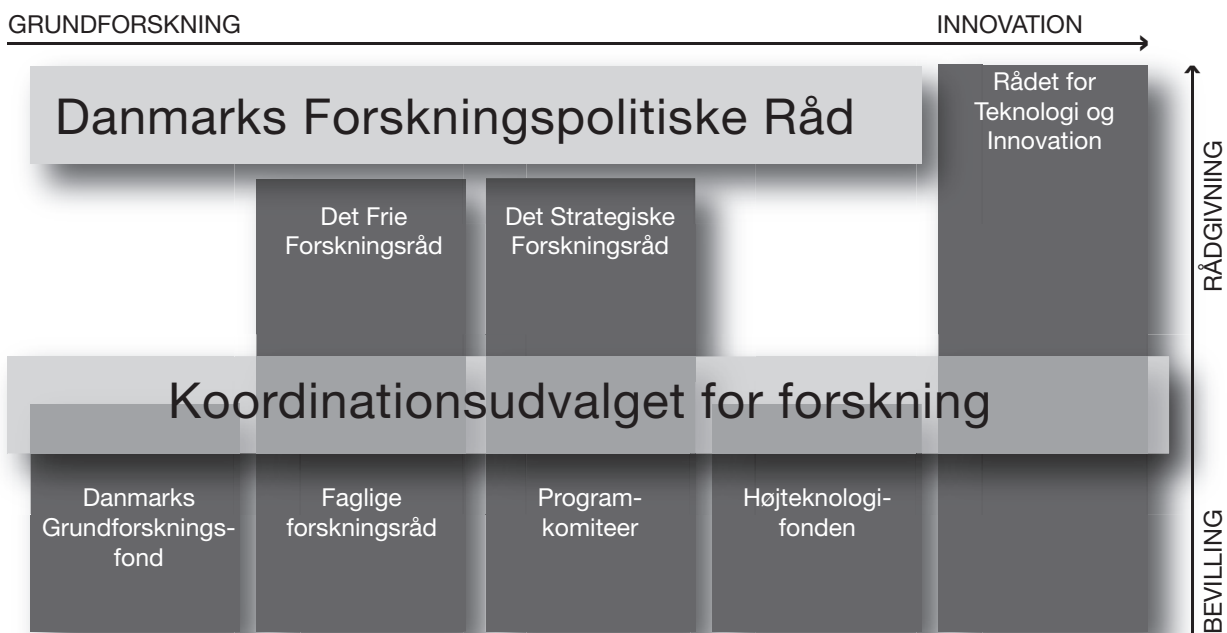 GRUNDFORSKNING
INNOVATION
Danmarks Forskningspolitiske Råd
Rådet for
Teknologi og
Innovation
RÅDGIVNING
Det Frie
Forskningsråd
Det Strategiske
Forskningsråd
Koordinationsudvalget for forskning
Danmarks
Grundforsknings-
fond
Faglige
forskningsråd
Program-
komiteer
Højteknologi-
fonden
BEVILLING